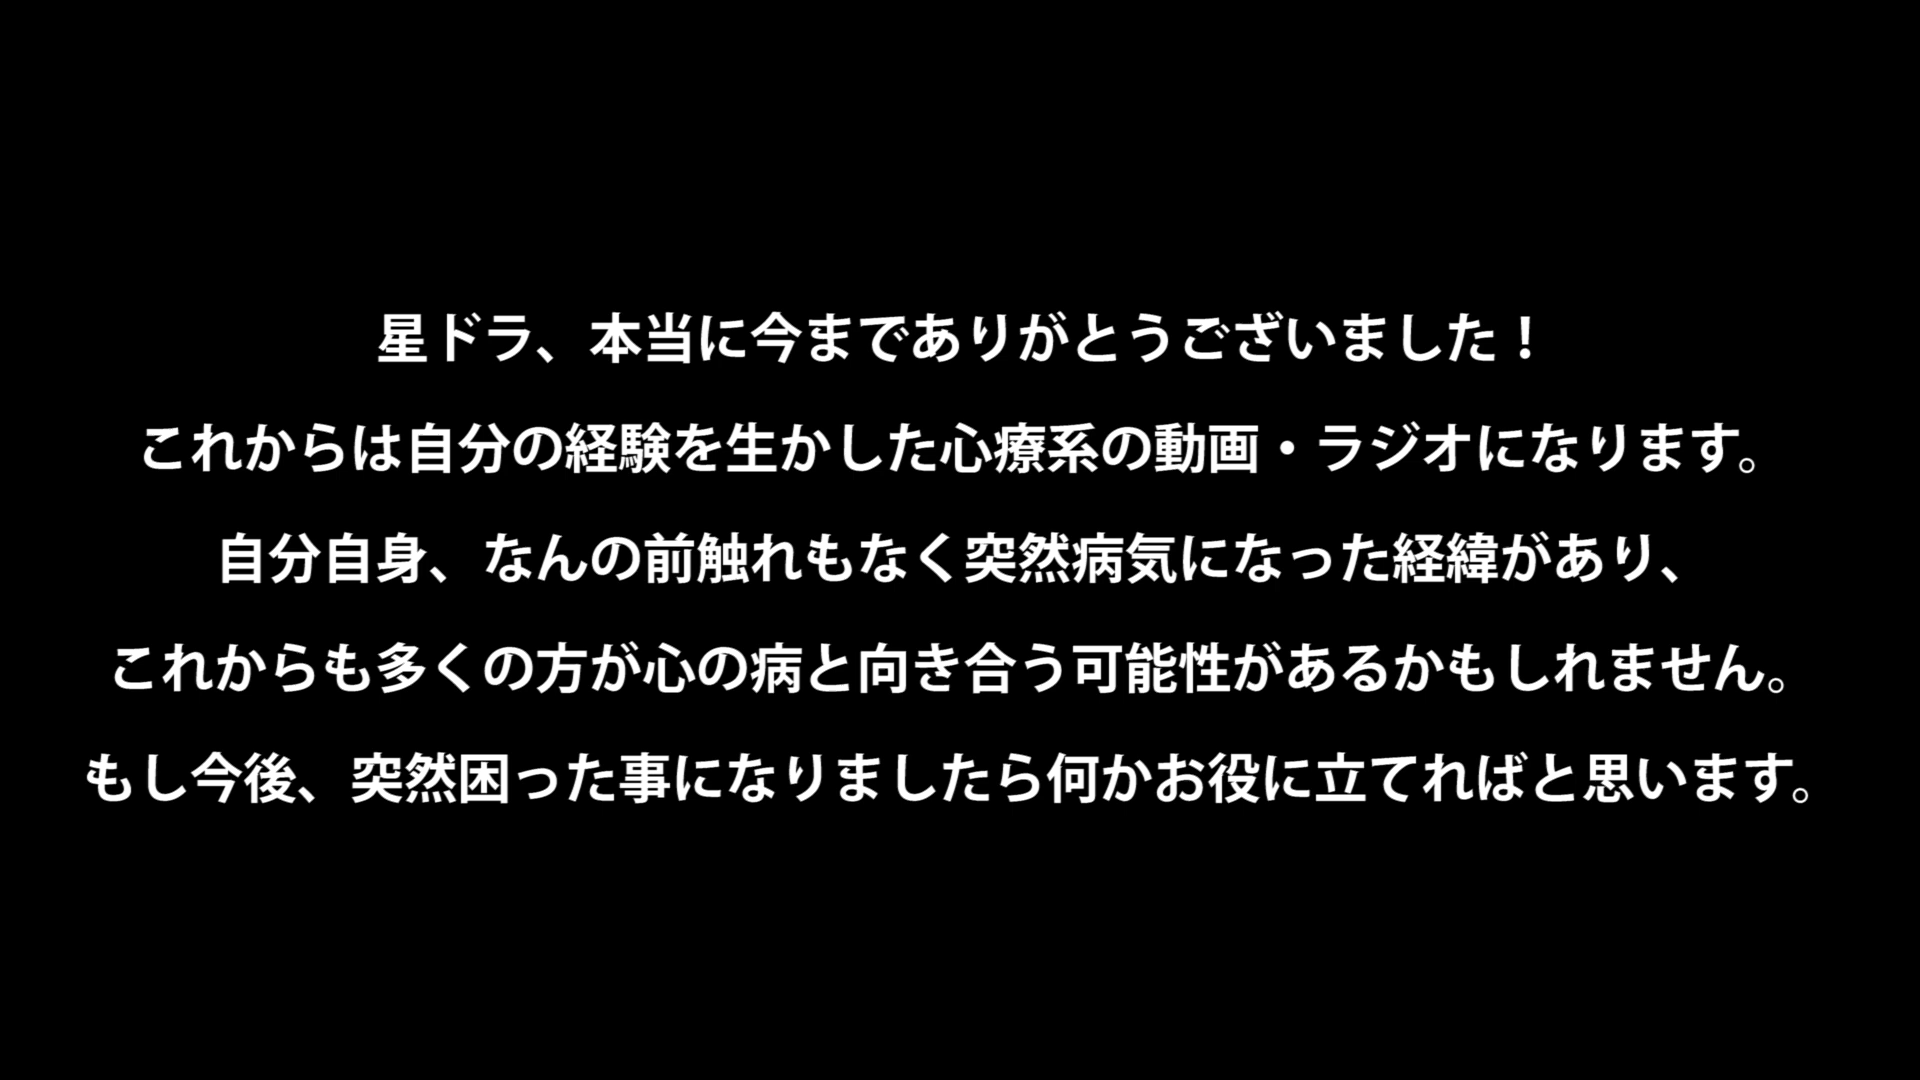 星ドラ、本当に今までありがとうございました！
これからは自分の経験を生かした心療系の動画・ラジオになります。
自分自身、なんの前触れもなく突然病気になった経緯があり、
これからも多くの方が心の病と向き合う可能性があるかもしれません。
もし今後、突然困った事になりましたら何かお役に立てればと思います。